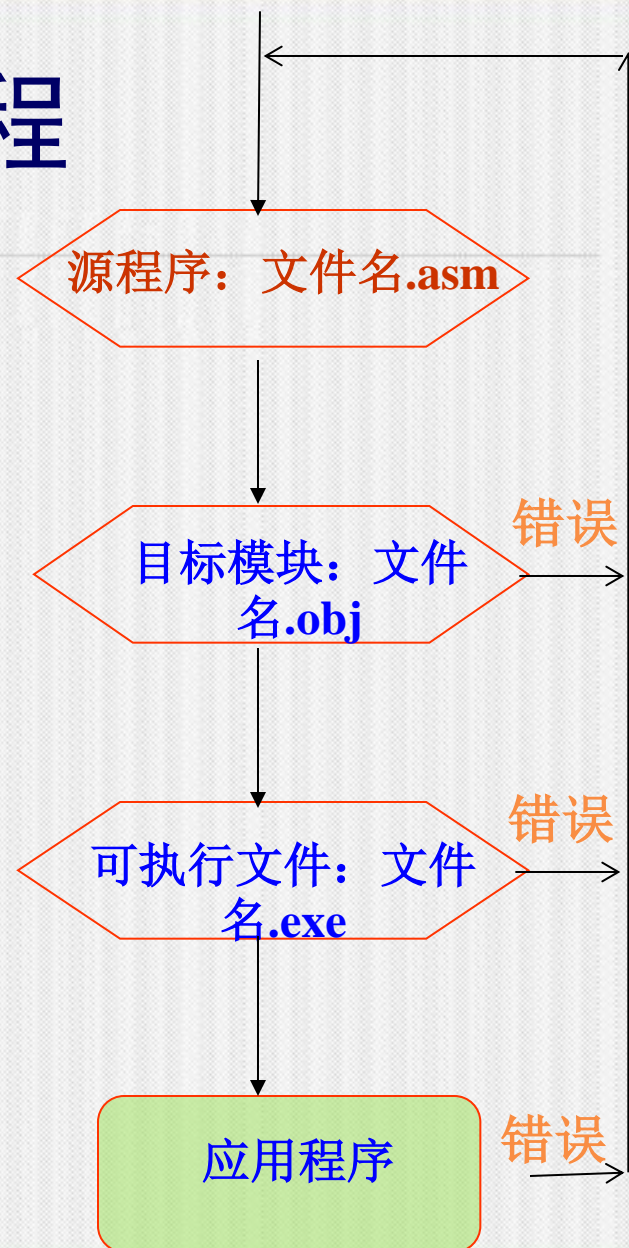 程
源程序：文件名.asm
错误
目标模块：文件
名.obj
错误
可执行文件：文件
名.exe
错误
应用程序